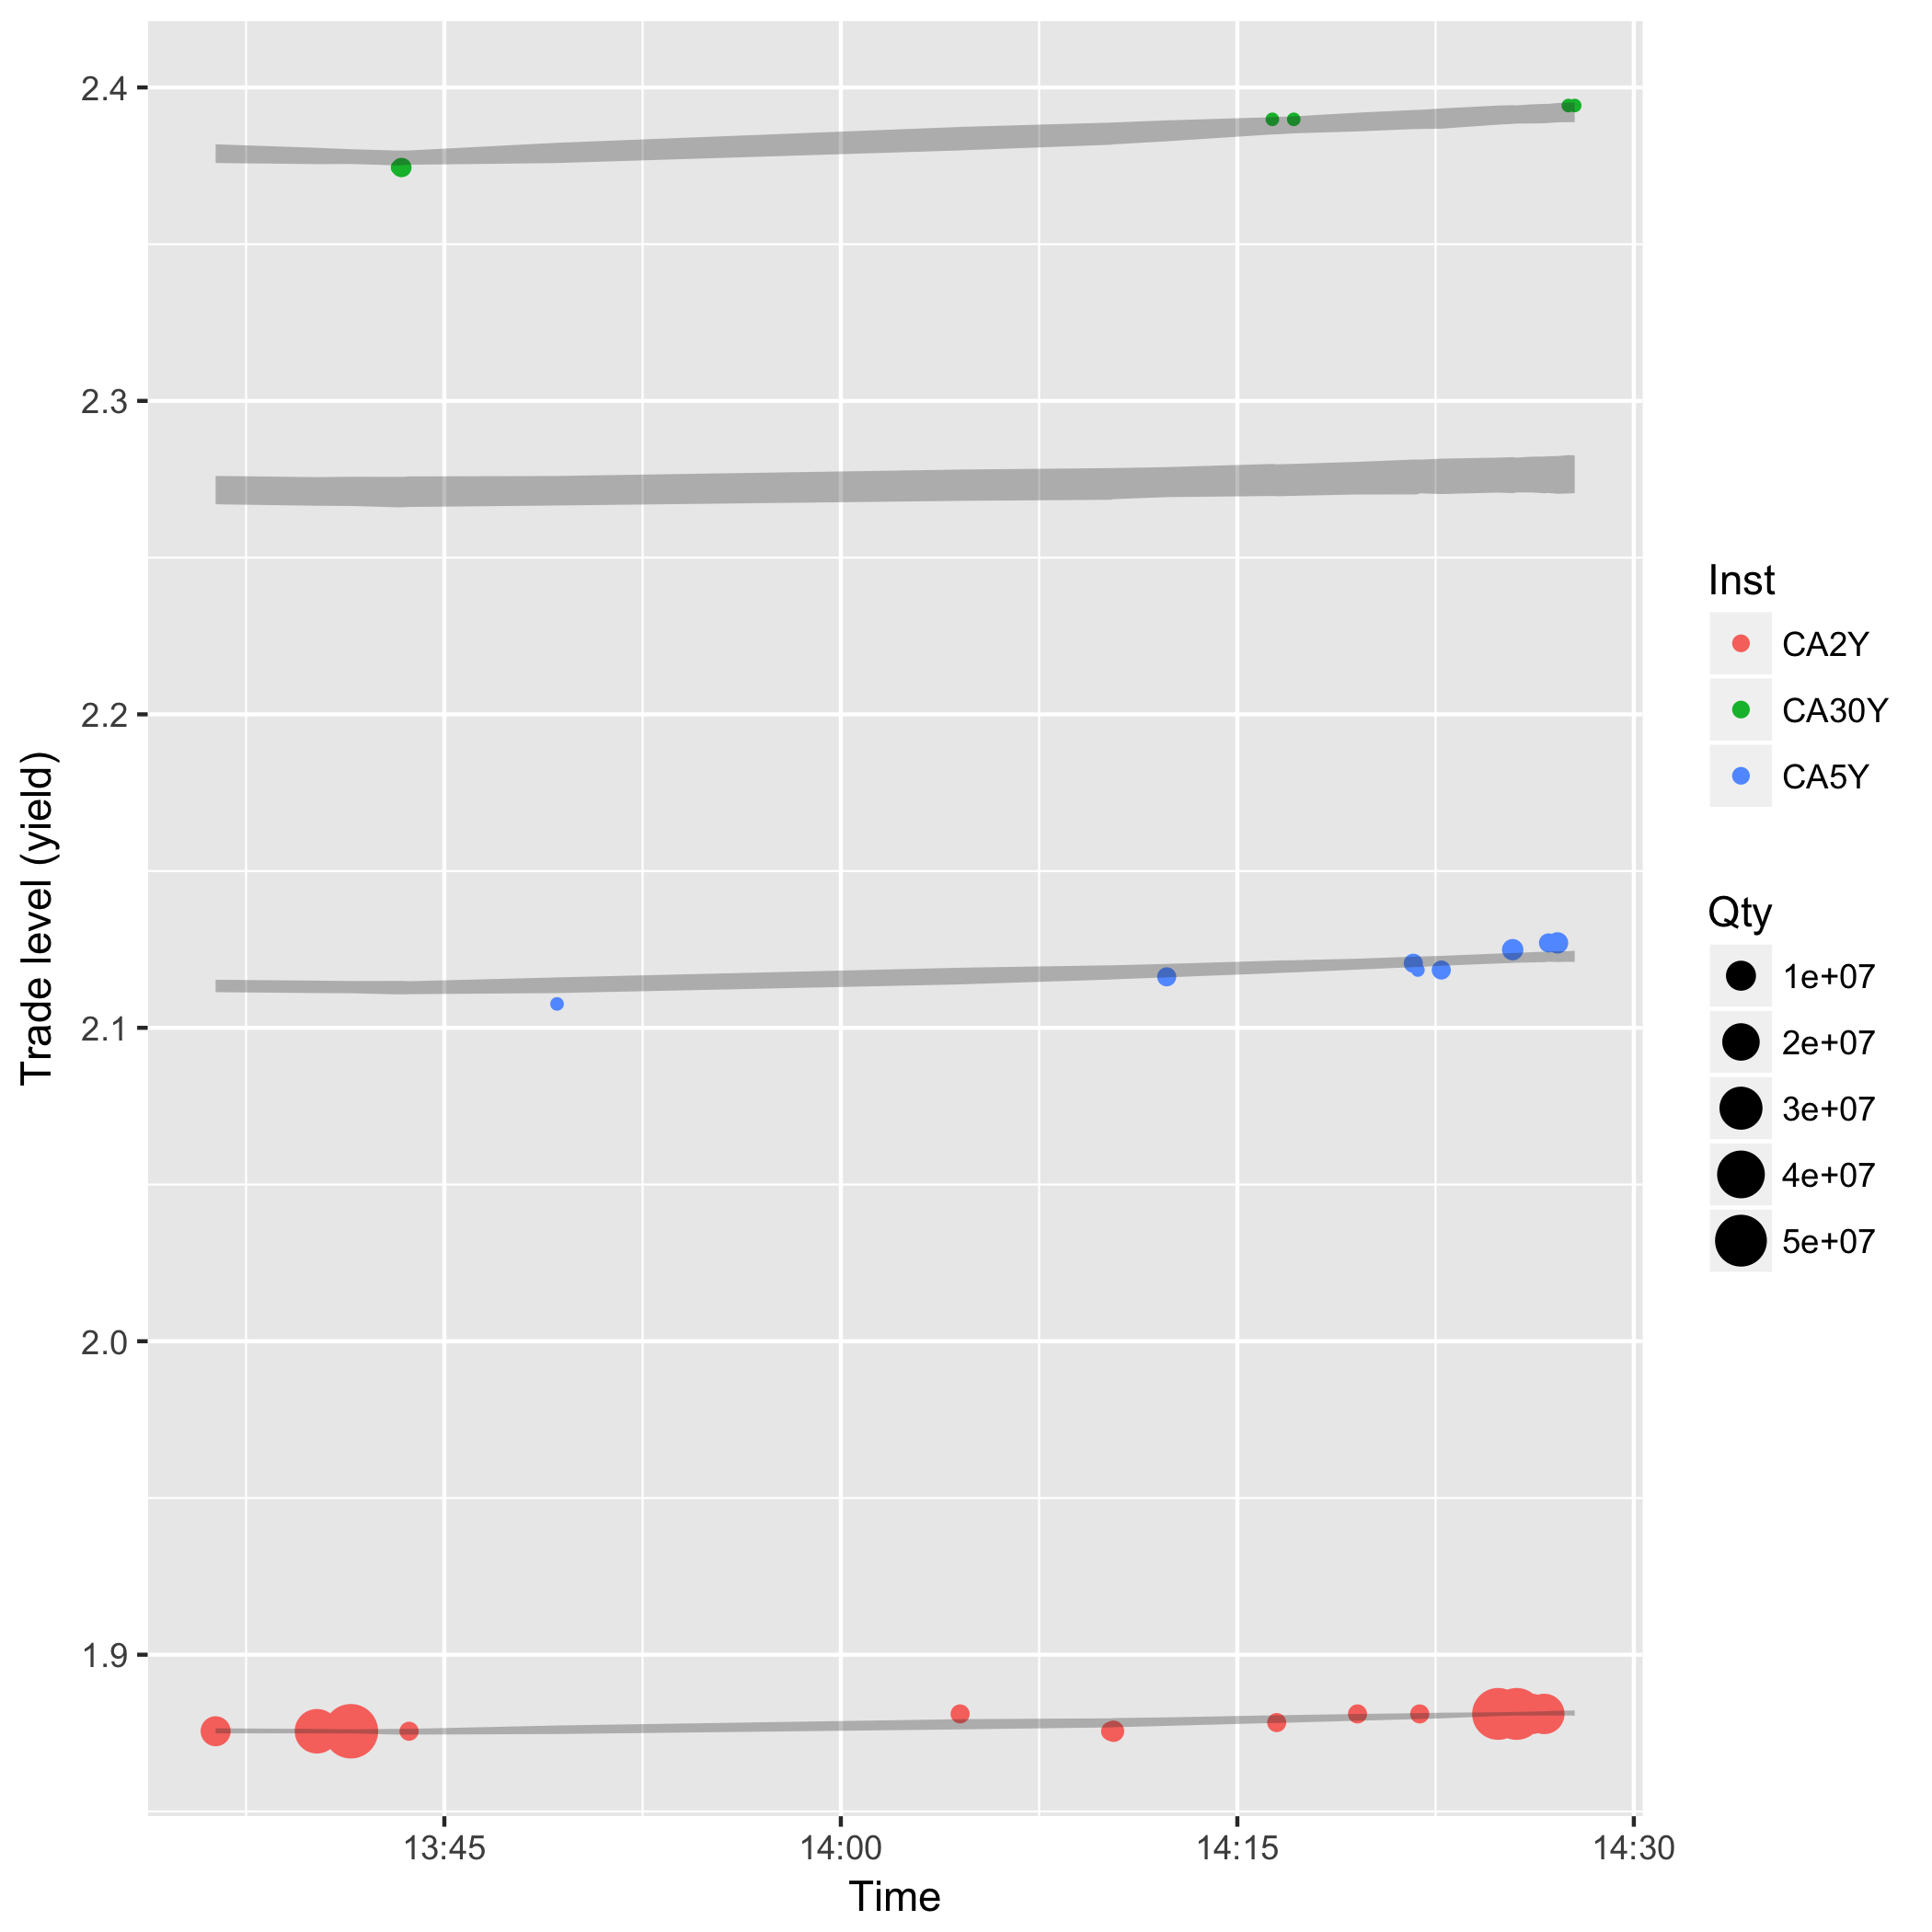 2.4
2.3
2.2
2.1
2.0
1.9
Trade level (yield)
13:45
14:00
14:15
14:30
Time
Inst
CA2Y
CA30Y
CA5Y
Qty
1e+07
2e+07
3e+07
4e+07
5e+07